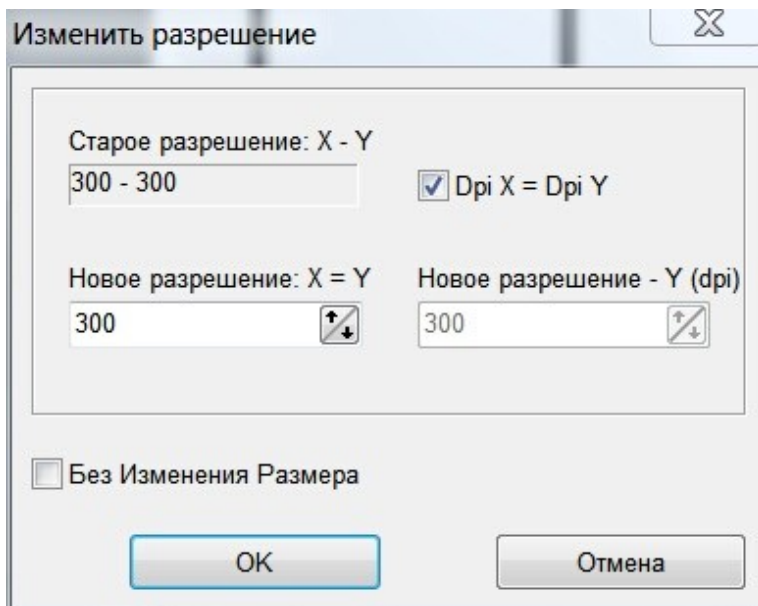 Изменить разрешение
Старое разрешение: X - Y
300 - 300
Dpi X = Dpi Y
Новое разрешение: X = Y
Новое разрешение - Y (dpi)
300
300
Без Изменения Размера
OK
Отмена